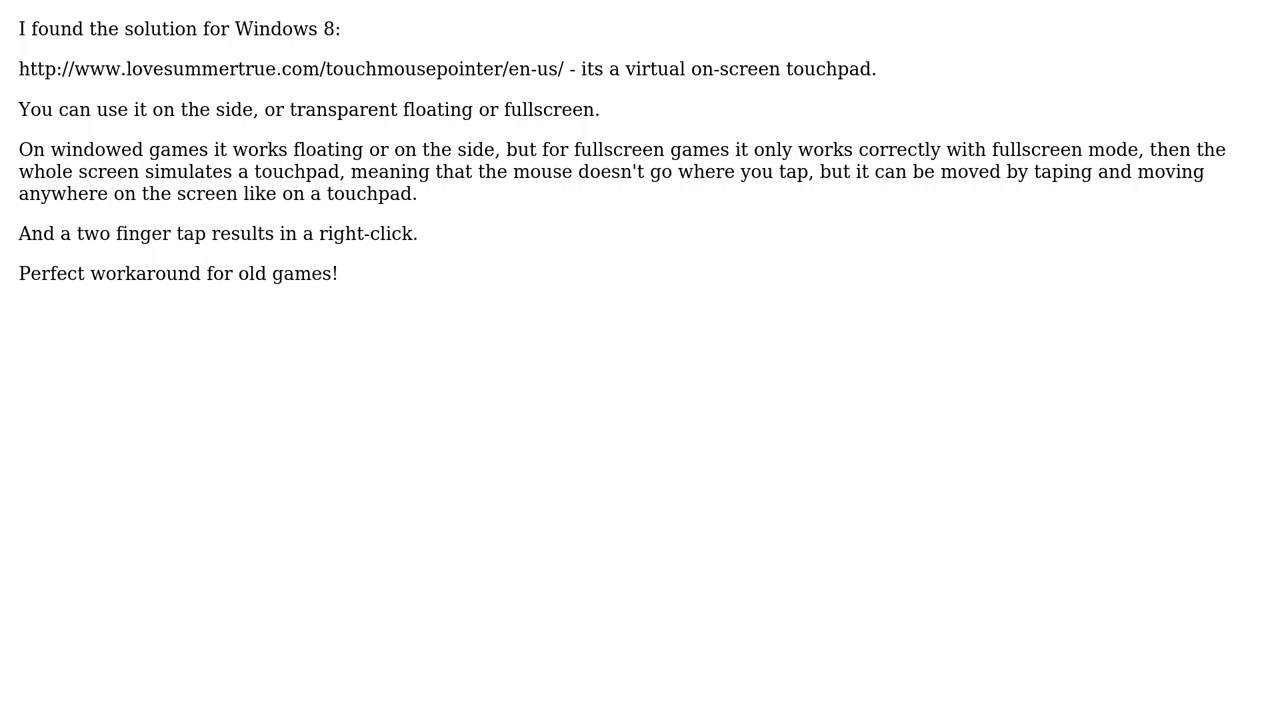 I found the solution for Windows 8:
http://www.lovesummertrue.com/touchmousepointer/en-us/ - its a virtual on-screen touchpad.
You can use it on the side, or transparent floating or fullscreen.
On windowed games it works floating or on the side, but for fullscreen games it only works correctly with fullscreen mode, then the
whole screen simulates a touchpad, meaning that the mouse doesn't go where you tap, but it can be moved by taping and moving
anywhere on the screen like on a touchpad.
And a two finger tap results in a right-click.
Perfect workaround for old games!